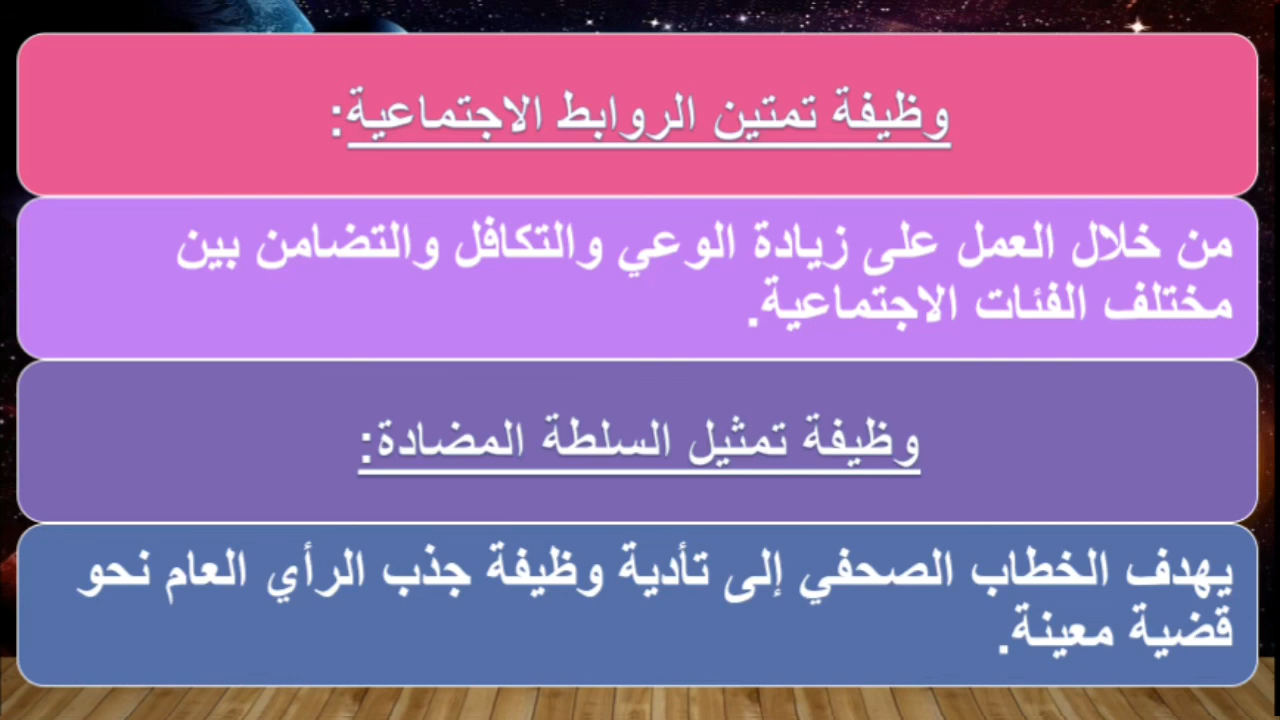 وظيفة تمتين الروابط الاجتماعية:
من خلال العمل على زيادة الوعي والتكافل والتضامن بين
مختلف الفئات الاجتماعية.
وظيفة تمثيل السلطة المضادة:
يهدف الخطاب الصحفي إلى تأدية وظيفة جذب الرأي العام نحو
قضية معينة.